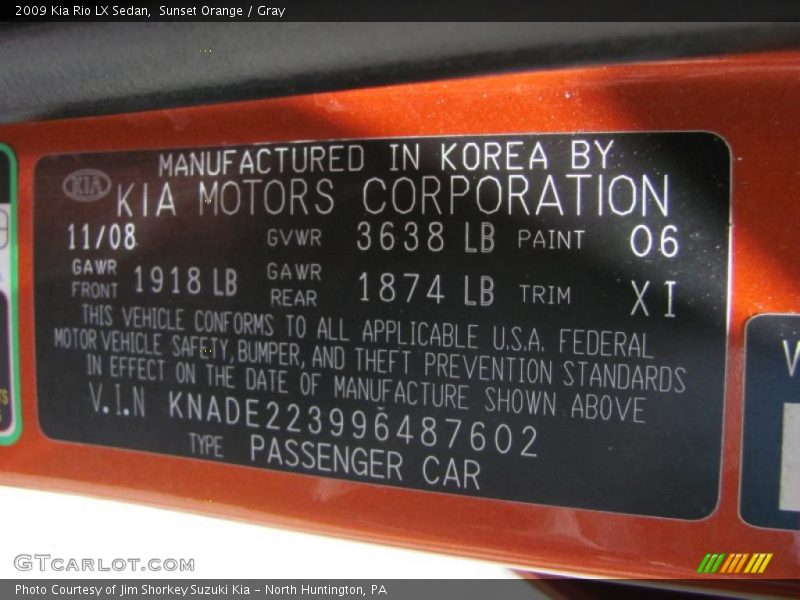 2009 Kia Rio LX Sedan,  Sunset Orange / Gray
MANUFACTURED IN KOREA BY
KIA KIA MOTORS CORPORATION
11/08 GVWR 3638 LB PAINT 06
GAWR FRONT 1918 LB GAWR REAR 1874 LB TRIM XI
THIS VEHICLE CONFORMS TO ALL APPLICABLE U.S.A. FEDERAL
MOTOR VEHICLE SAFETY, BUMPER, AND THEFT PREVENTION STANDARDS
IN EFFECT ON THE DATE OF MANUFACTURE SHOWN ABOVE
V.I.N KNADE223996487602
TYPE PASSENGER CAR
GTCARLOT.COM
Photo Courtesy of Jim Shorkey Suzuki Kia - North Huntington, PA